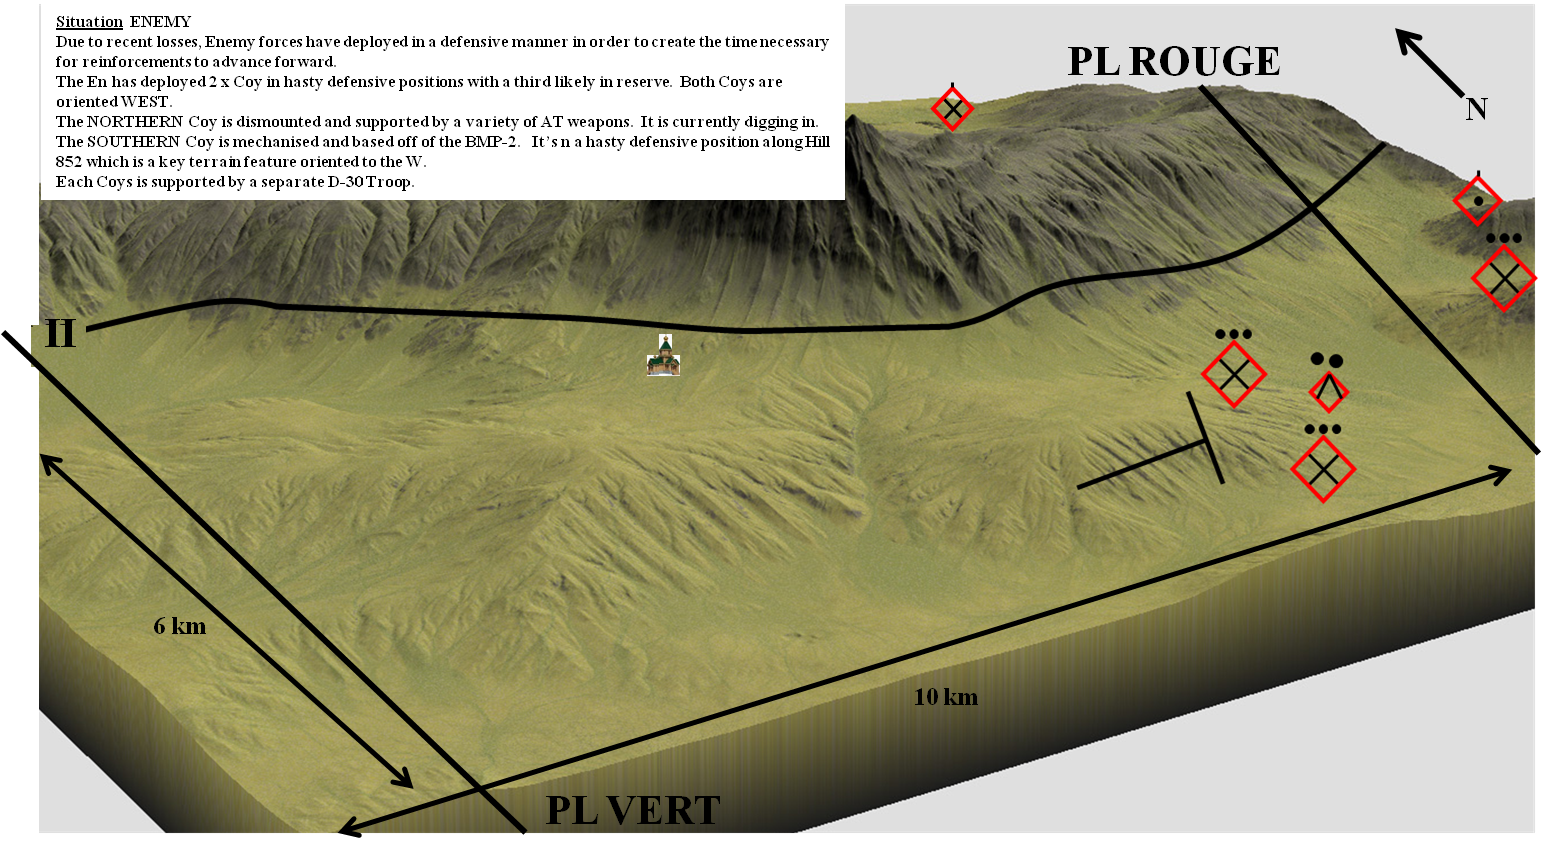 Situation ENEMY
Due to recent losses, Enemy forces have deployed in a defensive manner in order to create the time necessary
for reinforcements to advance forward.
The En has deployed 2 x Coy in hasty defensive positions with a third likely in reserve. Both Coys are
oriented WEST.
The NORTHERN Coy is dismounted and supported by a variety of AT weapons. It is currently digging in.
The SOUTHERN Coy is mechanised and based off of the BMP-2. It's n a hasty defensive position along Hill
852 which is a key terrain feature oriented to the W.
Each Coys is supported by a separate D-30 Troop.
PL ROUGE
N
II
6 km
10 km
PL VERT